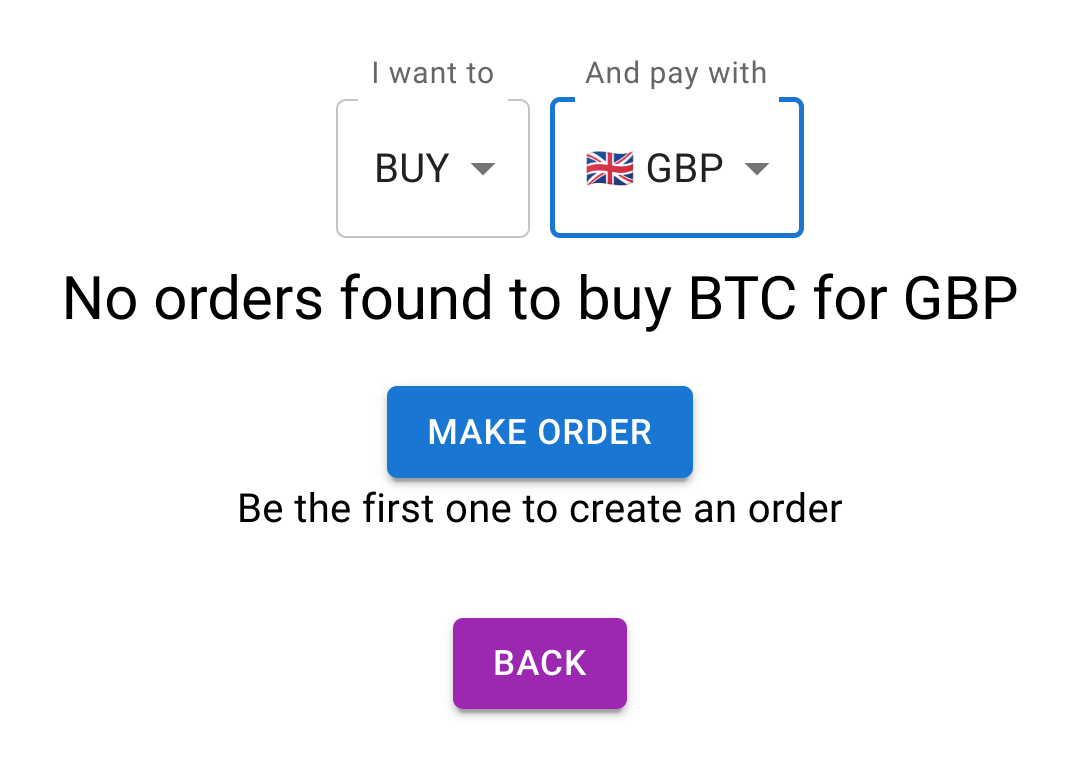 I want to And pay with
BUY 🇬🇧 GBP
No orders found to buy BTC for GBP
MAKE ORDER
Be the first one to create an order
BACK